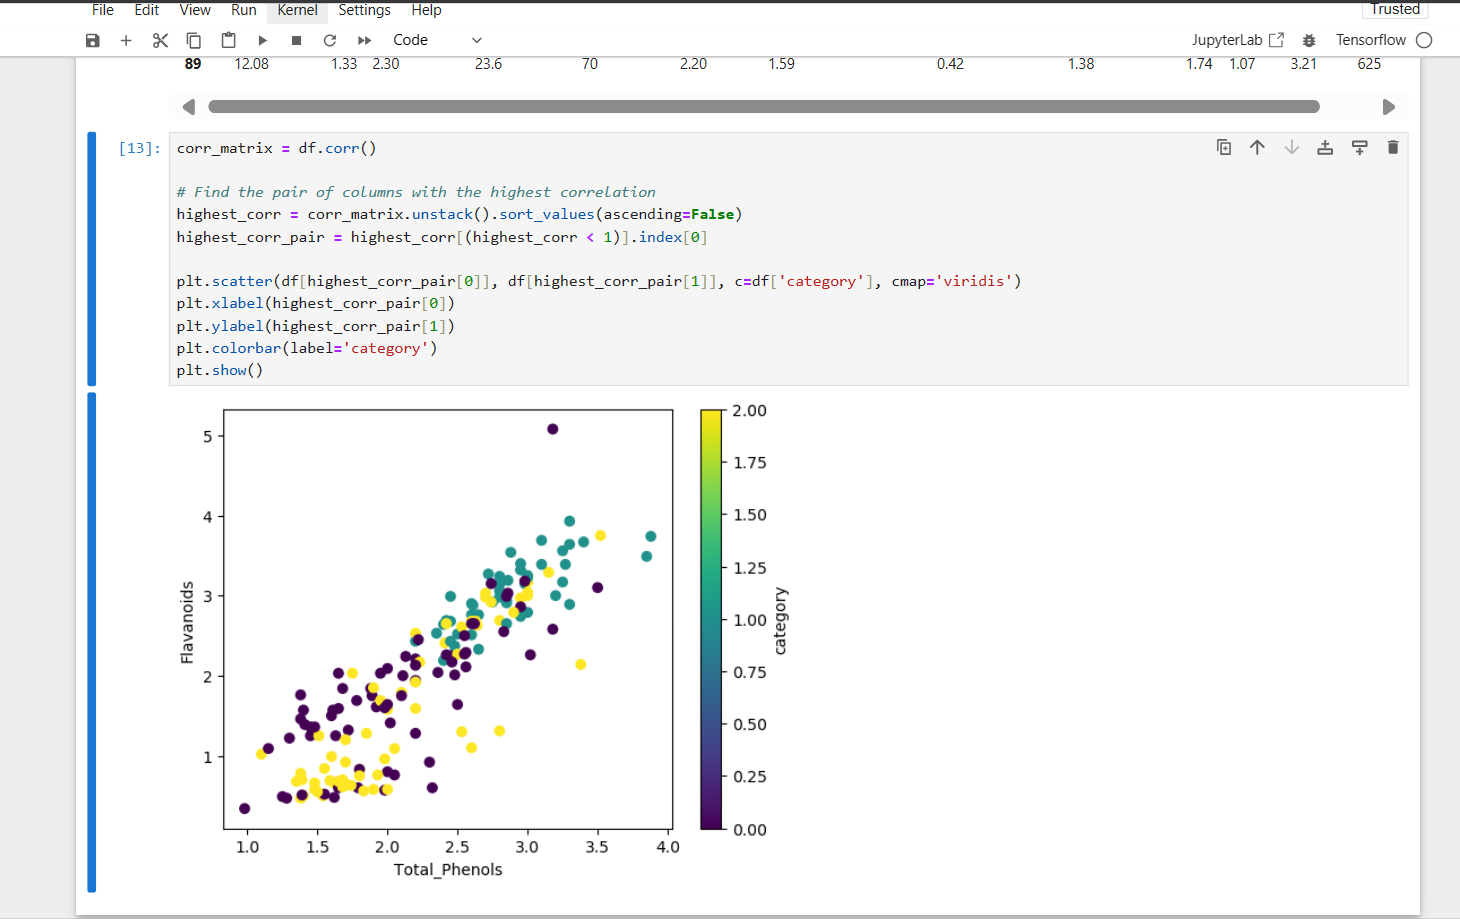 File Edit View Run Kernel Settings Help
Trusted
Code
JupyterLab
Tensorflow
89 12.08 1.33 2.30 23.6 70 2.20 1.59 0.42 1.38 1.74 1.07 3.21 625
[13]:
corr_matrix = df.corr()
# Find the pair of columns with the highest correlation
highest_corr = corr_matrix.unstack().sort_values(ascending=False)
highest_corr_pair = highest_corr[(highest_corr < 1)].index[0]
plt.scatter(df[highest_corr_pair[0]], df[highest_corr_pair[1]], c=df['category'], cmap='viridis')
plt.xlabel(highest_corr_pair[0])
plt.ylabel(highest_corr_pair[1])
plt.colorbar(label='category')
plt.show()
5
4
3
2
1
Flavanoids
1.0 1.5 2.0 2.5 3.0 3.5 4.0
Total_Phenols
2.00
1.75
1.50
1.25
1.00
0.75
0.50
0.25
0.00
category